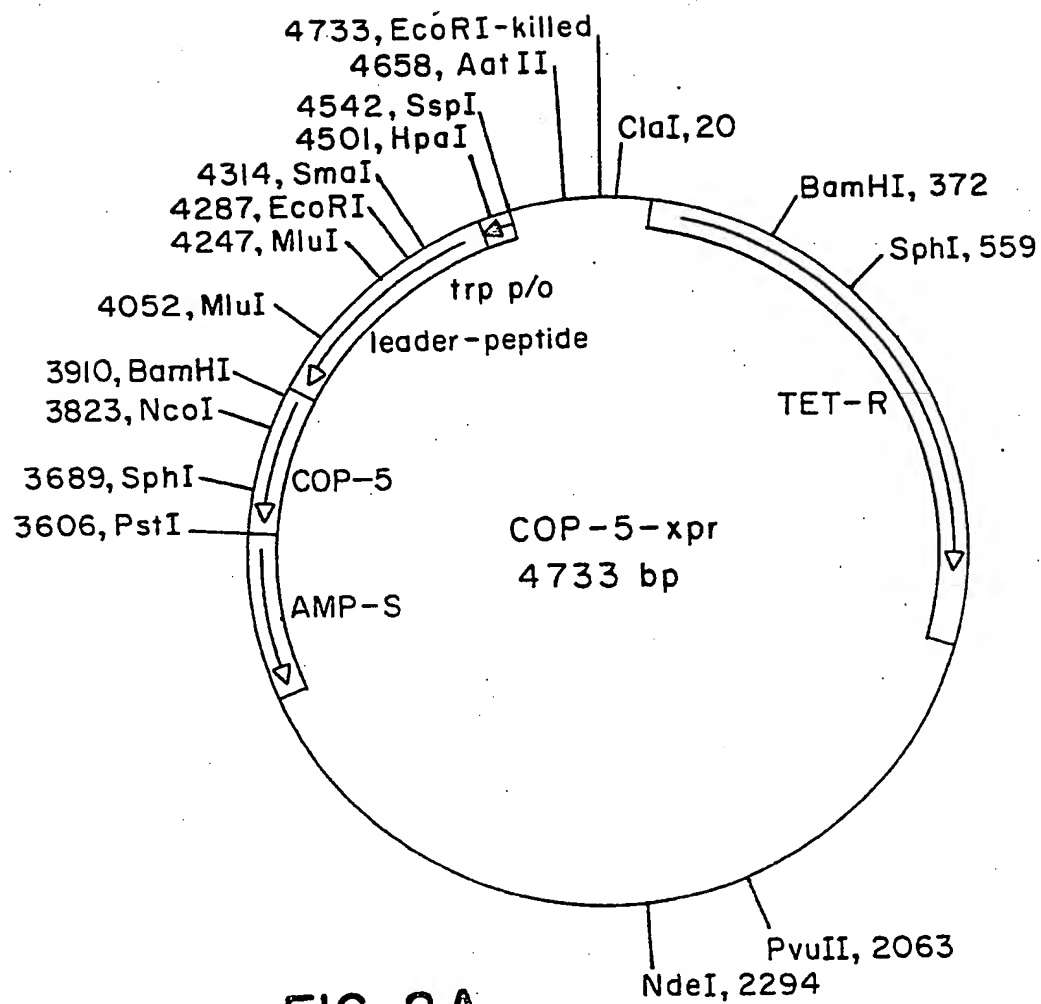 4733, EcoRI-killed
4658, AatII
4542, SspI
4501, HpaI
4314, SmaI
4287, EcoRI
4247, MluI
4052, MluI
3910, BamHI
3823, NcoI
3689, SphI
3606, PstI
ClaI, 20
BamHI, 372
SphI, 559
trp p/o
leader-peptide
TET-R
COP-5
COP-5-xpr
4733 bp
AMP-S
PvuII, 2063
NdeI, 2294